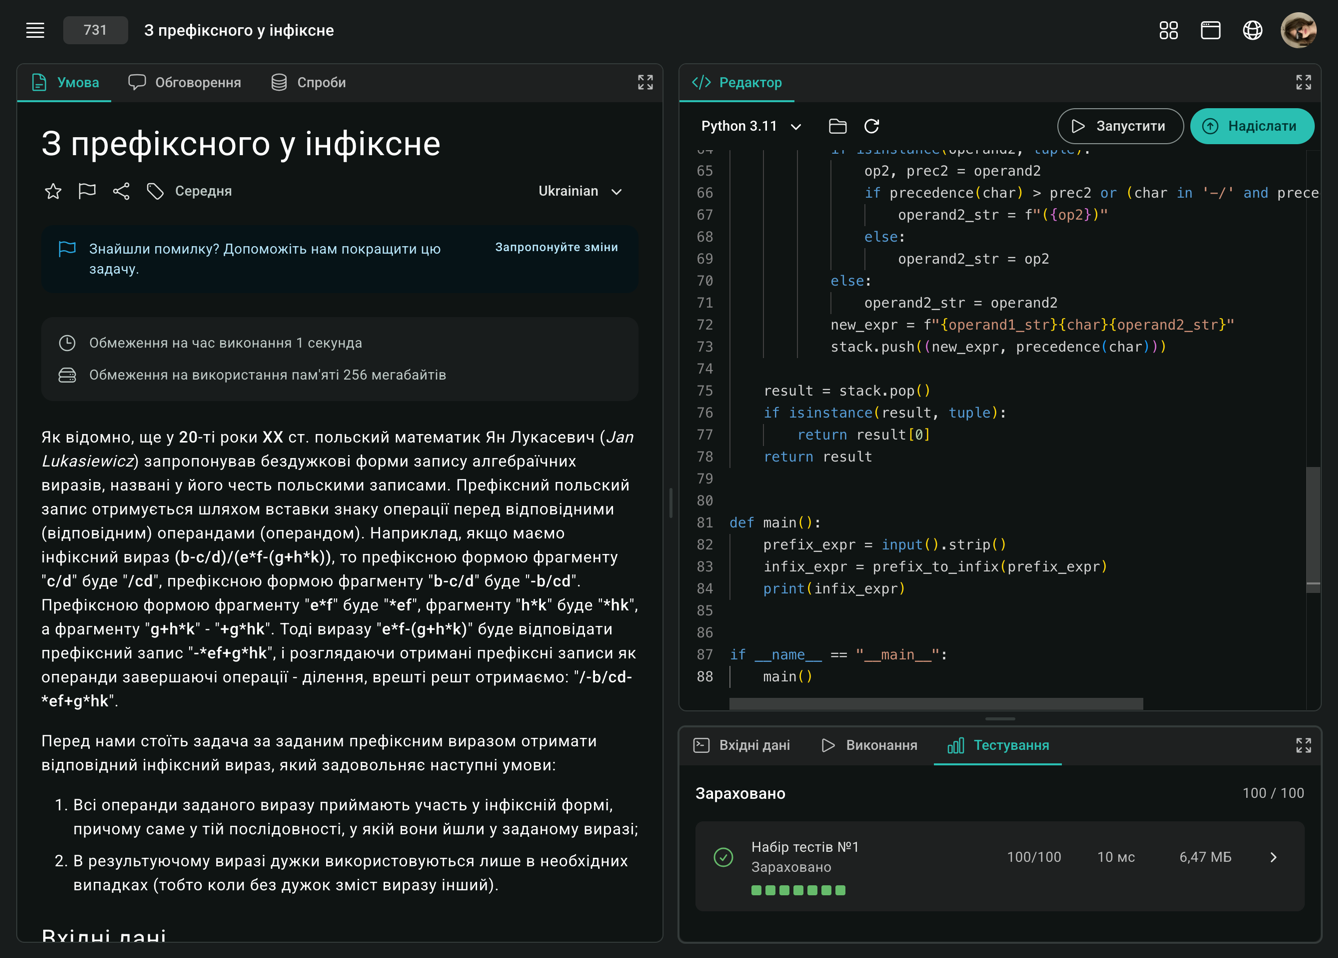 731
З префіксного у інфіксне
Умова
Обговорення
Спроби
З префіксного у інфіксне
Середня
Ukrainian
Знайшли помилку? Допоможіть нам покращити цю
задачу.
Запропонуйте зміни
Обмеження на час виконання 1 секунда
Обмеження на використання пам'яті 256 мегабайтів
Як відомо, ще у 20-ті роки XX ст. польский математик Ян Лукасевич (Jan
Lukasiewicz) запропонував бездужкові форми запису алгебраїчних
виразів, названі у його честь польскими записами. Префіксний польский
запис отримується шляхом вставки знаку операції перед відповідними
(відповідним) операндами (операндом). Наприклад, якщо маємо
інфіксний вираз (b-c/d)/(e*f-(g+h*k)), то префіксною формою фрагменту
"c/d" буде "/cd", префіксною формою фрагменту "b-c/d" буде "-b/cd".
Префіксною формою фрагменту "e*f" буде "*ef", фрагменту "h*k" буде "*hk",
а фрагменту "g+h*k" - "+g*hk". Тоді виразу "e*f-(g+h*k)" буде відповідати
префіксний запис "-*ef+g*hk", і розглядаючи отримані префіксні записи як
операнди завершаючі операції - ділення, врешті решт отримаємо: "/-b/cd-
*ef+g*hk".
Перед нами стоїть задача за заданим префіксним виразом отримати
відповідний інфіксний вираз, який задовольняє наступні умови:
1. Всі операнди заданого виразу приймають участь у інфіксній формі,
причому саме у тій послідовності, у якій вони йшли у заданому виразі;
2. В результуючому виразі дужки використовуються лише в необхідних
випадках (тобто коли без дужок зміст виразу інший).
Вхідні дані
Редактор
Python 3.11
Запустити
Надіслати
64 if isinstance(operand2, tuple):
65 op2, prec2 = operand2
66 if precedence(char) > prec2 or (char in '-/' and prece
67 operand2_str = f"({op2})"
68 else:
69 operand2_str = op2
70 else:
71 operand2_str = operand2
72 new_expr = f"{operand1_str}{char}{operand2_str}"
73 stack.push((new_expr, precedence(char)))
74
75 result = stack.pop()
76 if isinstance(result, tuple):
77 return result[0]
78 return result
79
80
81 def main():
82 prefix_expr = input().strip()
83 infix_expr = prefix_to_infix(prefix_expr)
84 print(infix_expr)
85
86
87 if __name__ == "__main__":
88 main()
Вхідні дані
Виконання
Тестування
Зараховано
100 / 100
Набір тестів №1
Зараховано
100/100
10 мс
6,47 МБ